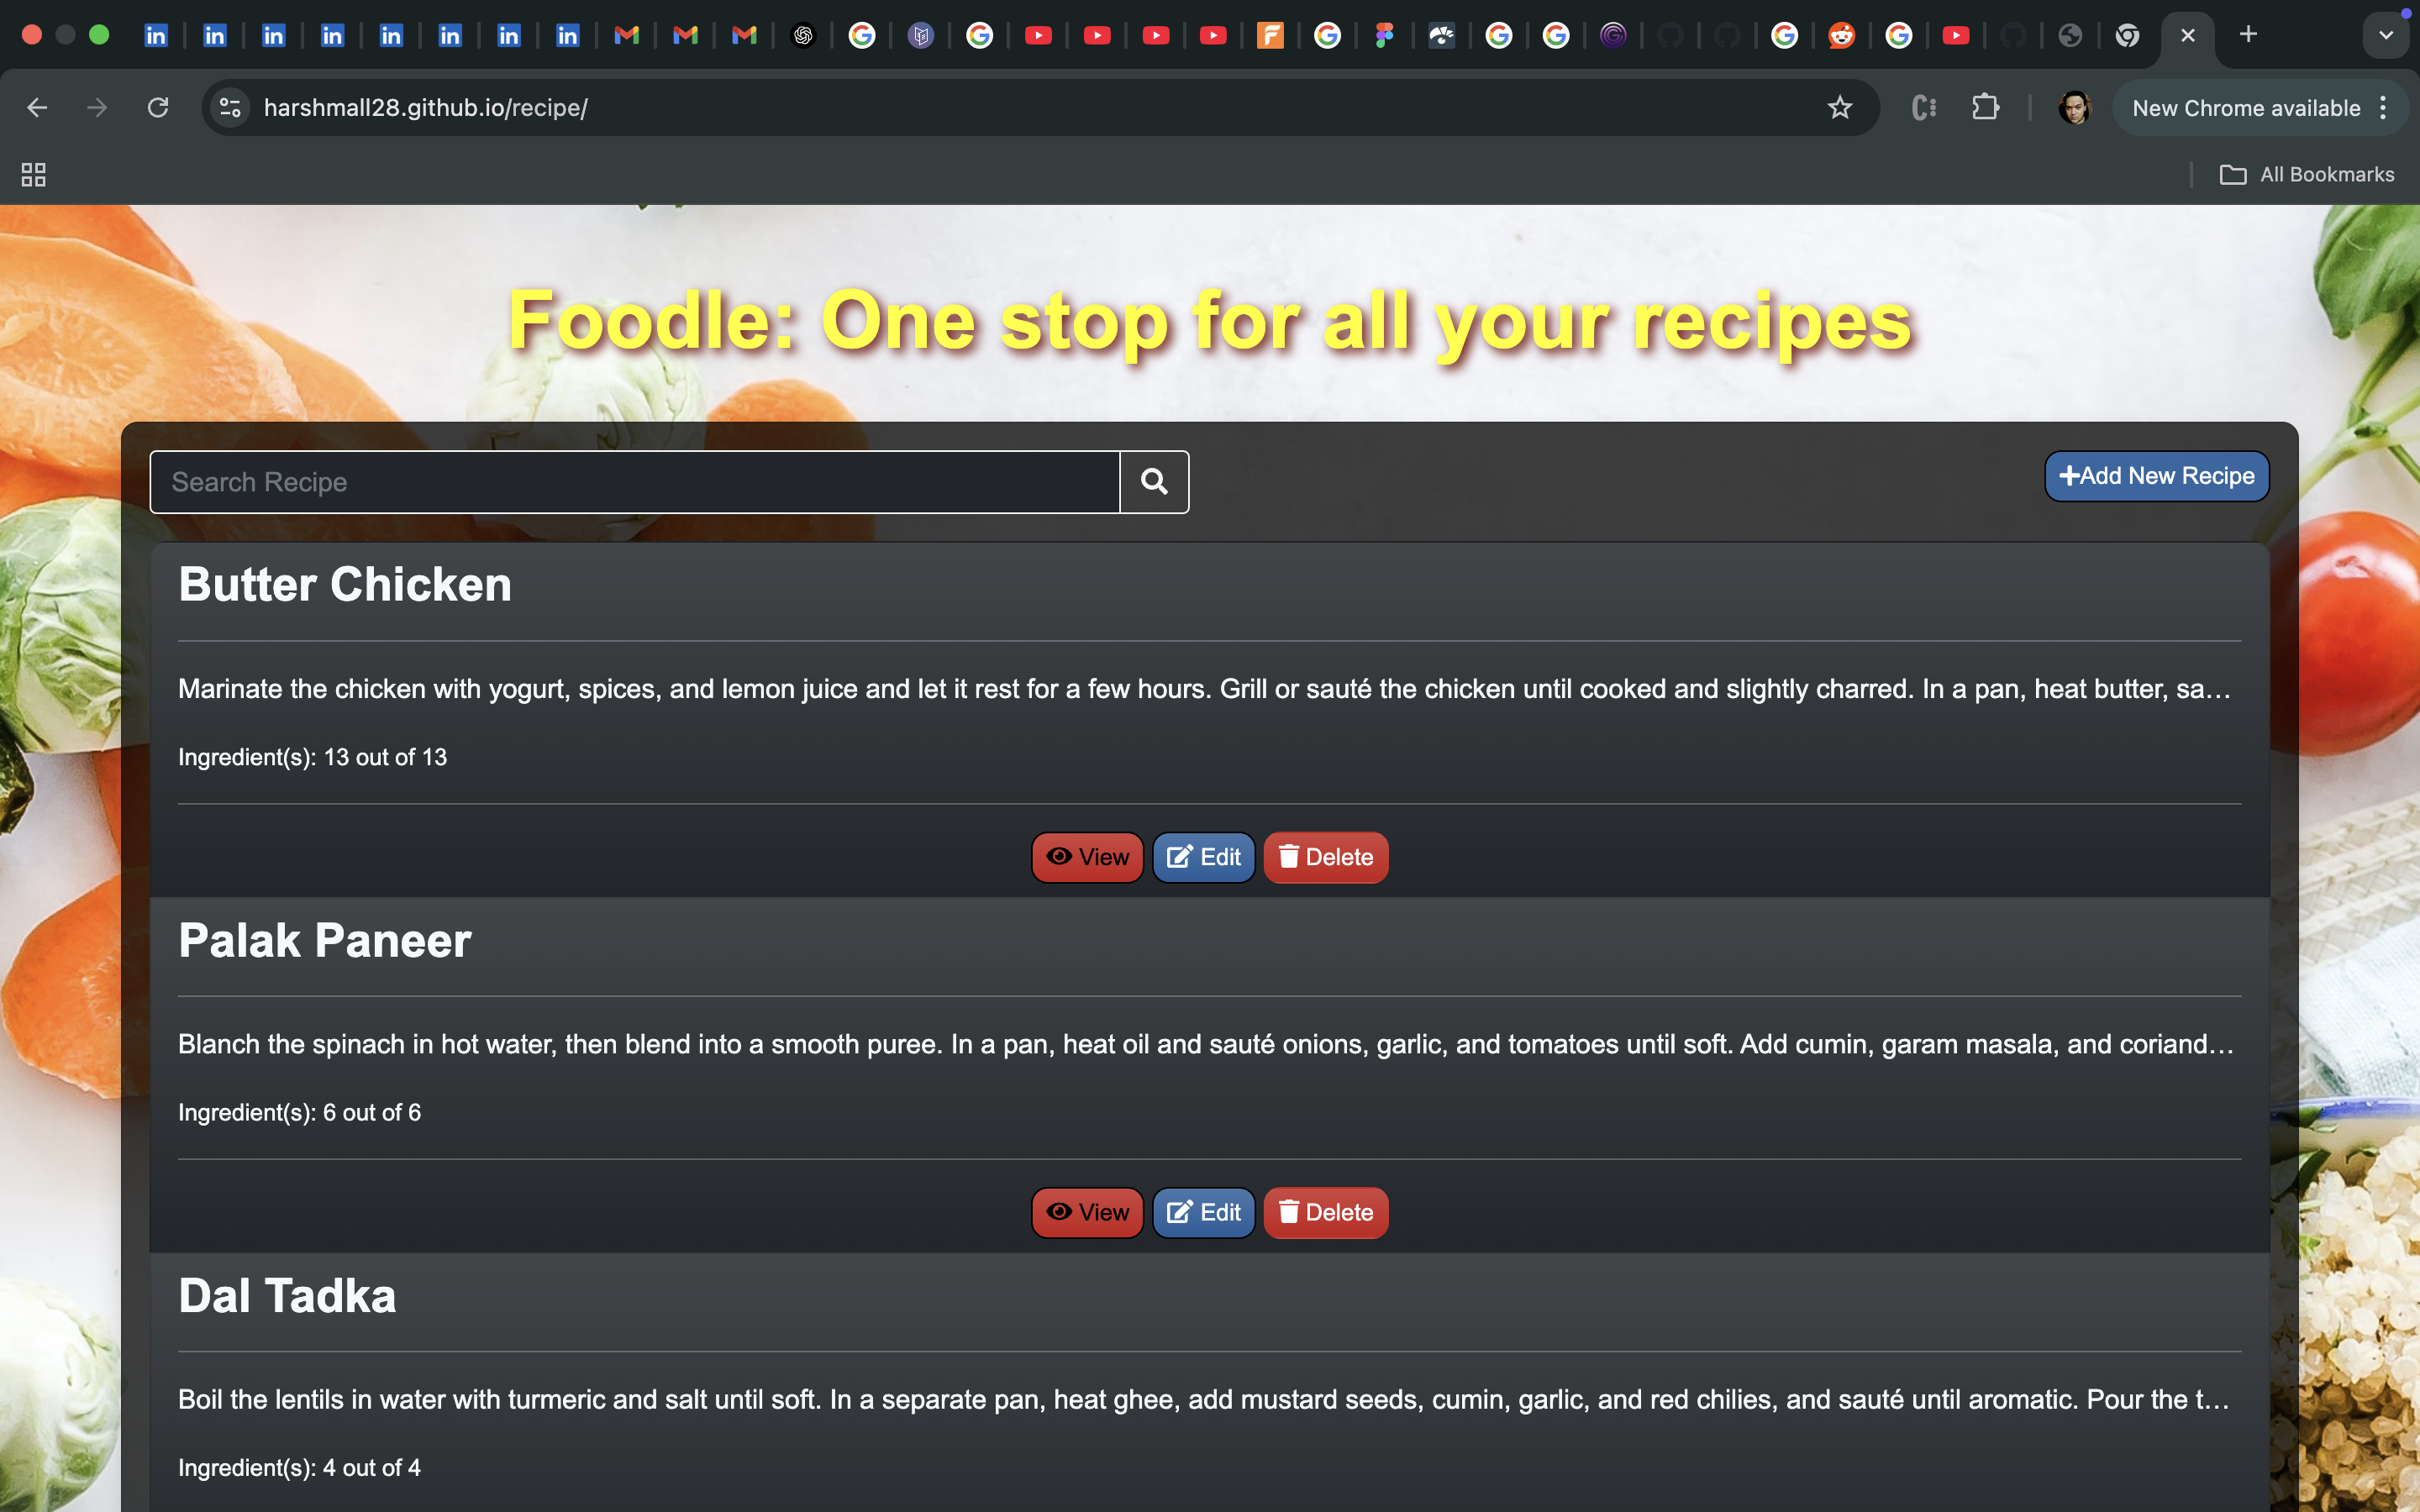 harshmall28.github.io/recipe/
New Chrome available
All Bookmarks
Foodle: One stop for all your recipes
Search Recipe
+Add New Recipe
Butter Chicken
Marinate the chicken with yogurt, spices, and lemon juice and let it rest for a few hours. Grill or sauté the chicken until cooked and slightly charred. In a pan, heat butter, sa...
Ingredient(s): 13 out of 13
View Edit Delete
Palak Paneer
Blanch the spinach in hot water, then blend into a smooth puree. In a pan, heat oil and sauté onions, garlic, and tomatoes until soft. Add cumin, garam masala, and coriand...
Ingredient(s): 6 out of 6
View Edit Delete
Dal Tadka
Boil the lentils in water with turmeric and salt until soft. In a separate pan, heat ghee, add mustard seeds, cumin, garlic, and red chilies, and sauté until aromatic. Pour the t...
Ingredient(s): 4 out of 4